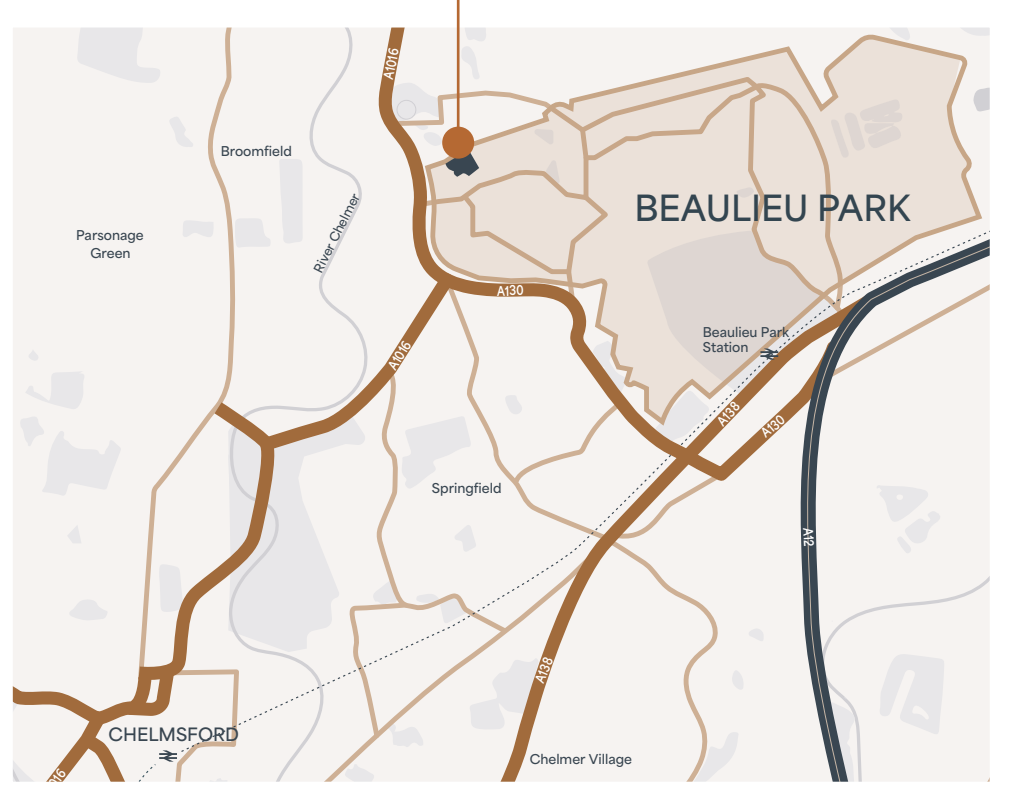 A1016
Broomfield
River Chelmer
BEAULIEU PARK
Parsonage
Green
A130
Beaulieu Park
Station
A1016
A138
A130
Springfield
A12
A138
CHELMSFORD
Chelmer Village